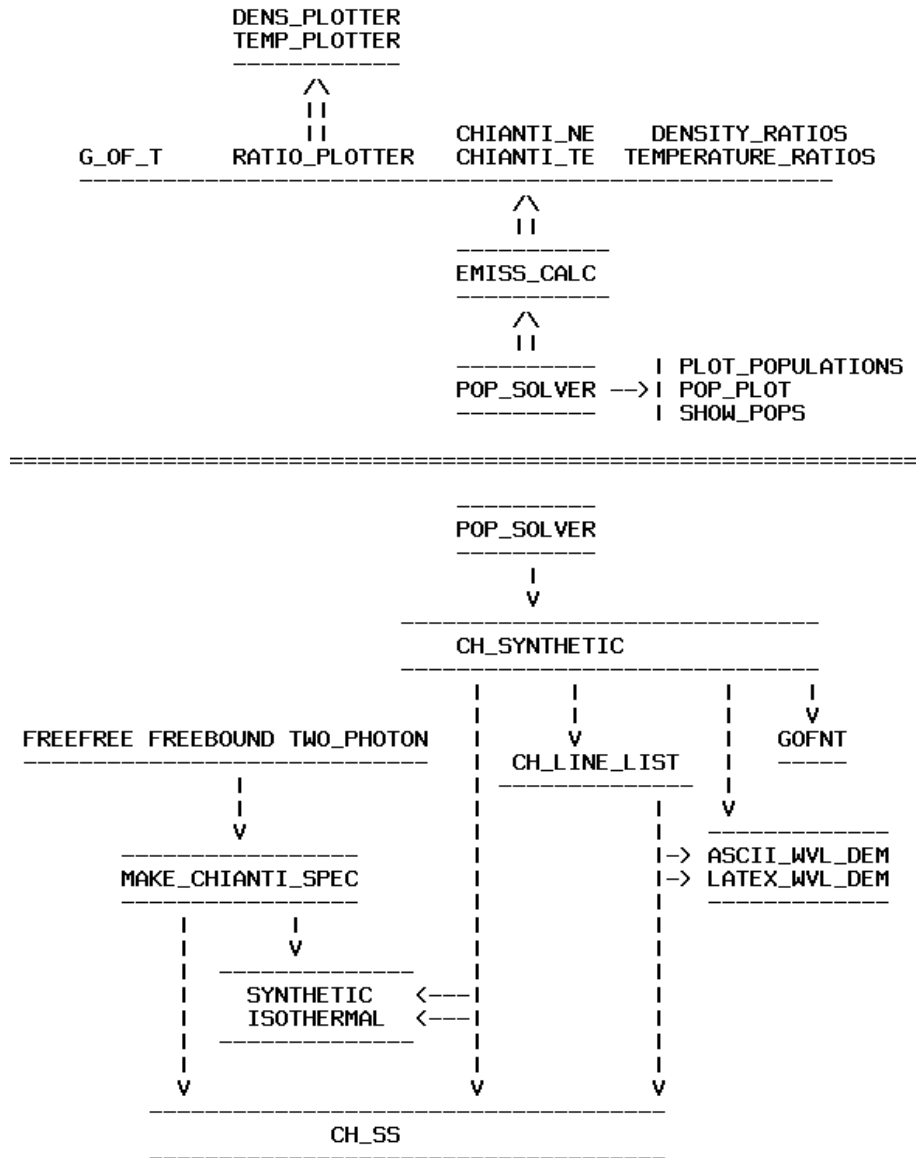 DENS_PLOTTER
TEMP_PLOTTER
CHIANTI_NE DENSITY_RATIOS
G_OF_T RATIO_PLOTTER CHIANTI_TE TEMPERATURE_RATIOS
EMISS_CALC
| PLOT_POPULATIONS
POP_SOLVER -->| POP_PLOT
| SHOW_POPS
POP_SOLVER
CH_SYNTHETIC
FREEFREE FREEBOUND TWO_PHOTON GOFNT
CH_LINE_LIST
|-> ASCII_WVL_DEM
MAKE_CHIANTI_SPEC |-> LATEX_WVL_DEM
SYNTHETIC <---|
ISOTHERMAL <---|
CH_SS